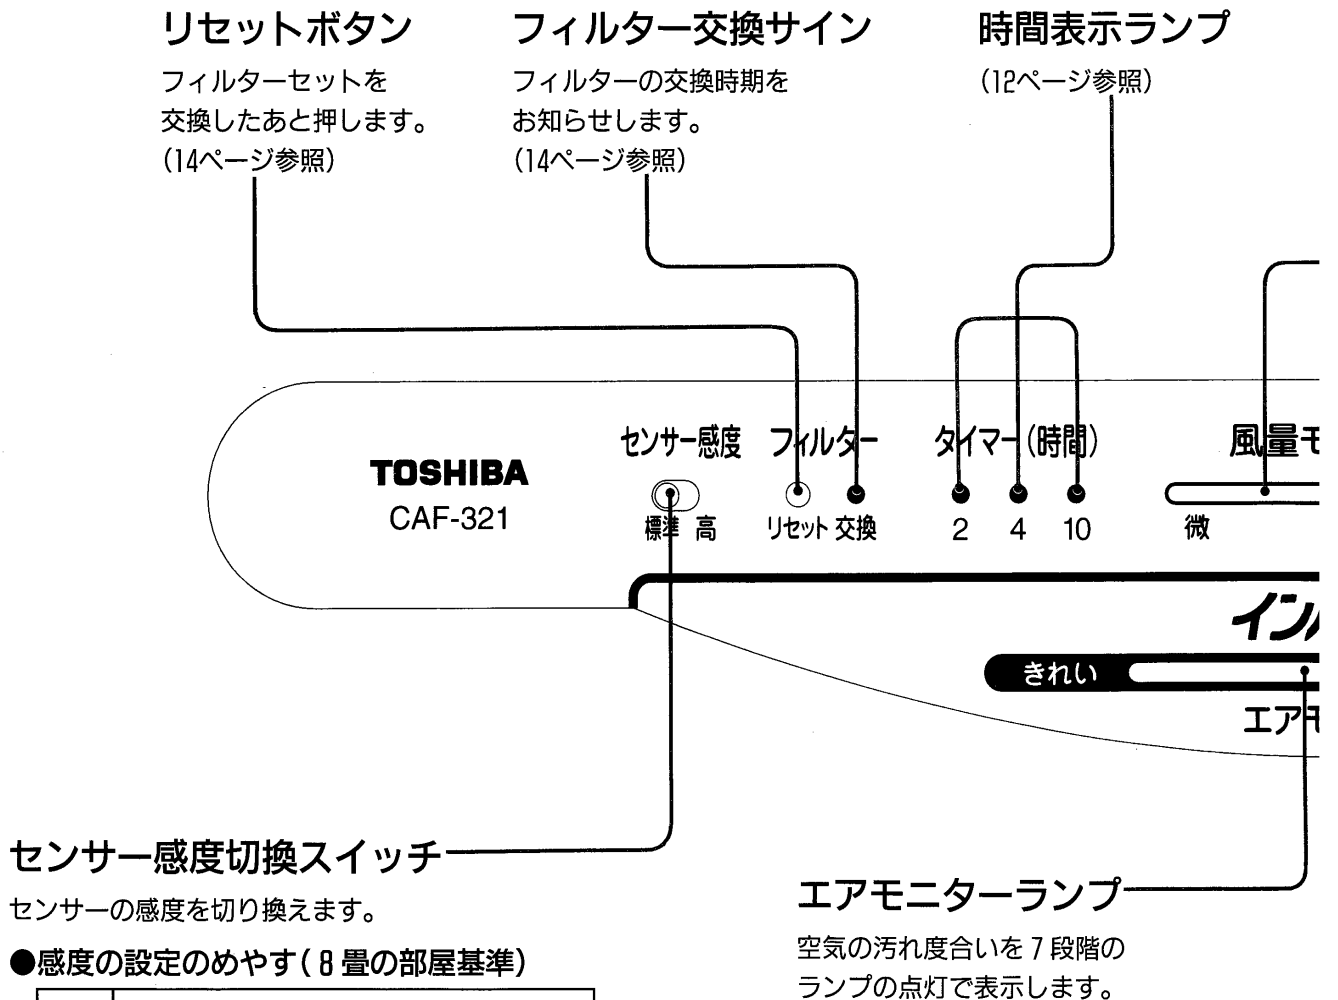 リセットボタン
フィルターセットを
交換したあと押します。
(14ページ参照)
フィルター交換サイン
フィルターの交換時期を
お知らせします。
(14ページ参照)
時間表示ランプ
(12ページ参照)
TOSHIBA
CAF-321
センサー感度
標準 高
フィルター
リセット 交換
タイマー(時間)
2 4 10
風量モ
微
イン
きれい
エアモ
センサー感度切換スイッチ
センサーの感度を切り換えます。
●感度の設定のめやす(8畳の部屋基準)
エアモニターランプ
空気の汚れ度合いを7段階の
ランプの点灯で表示します。